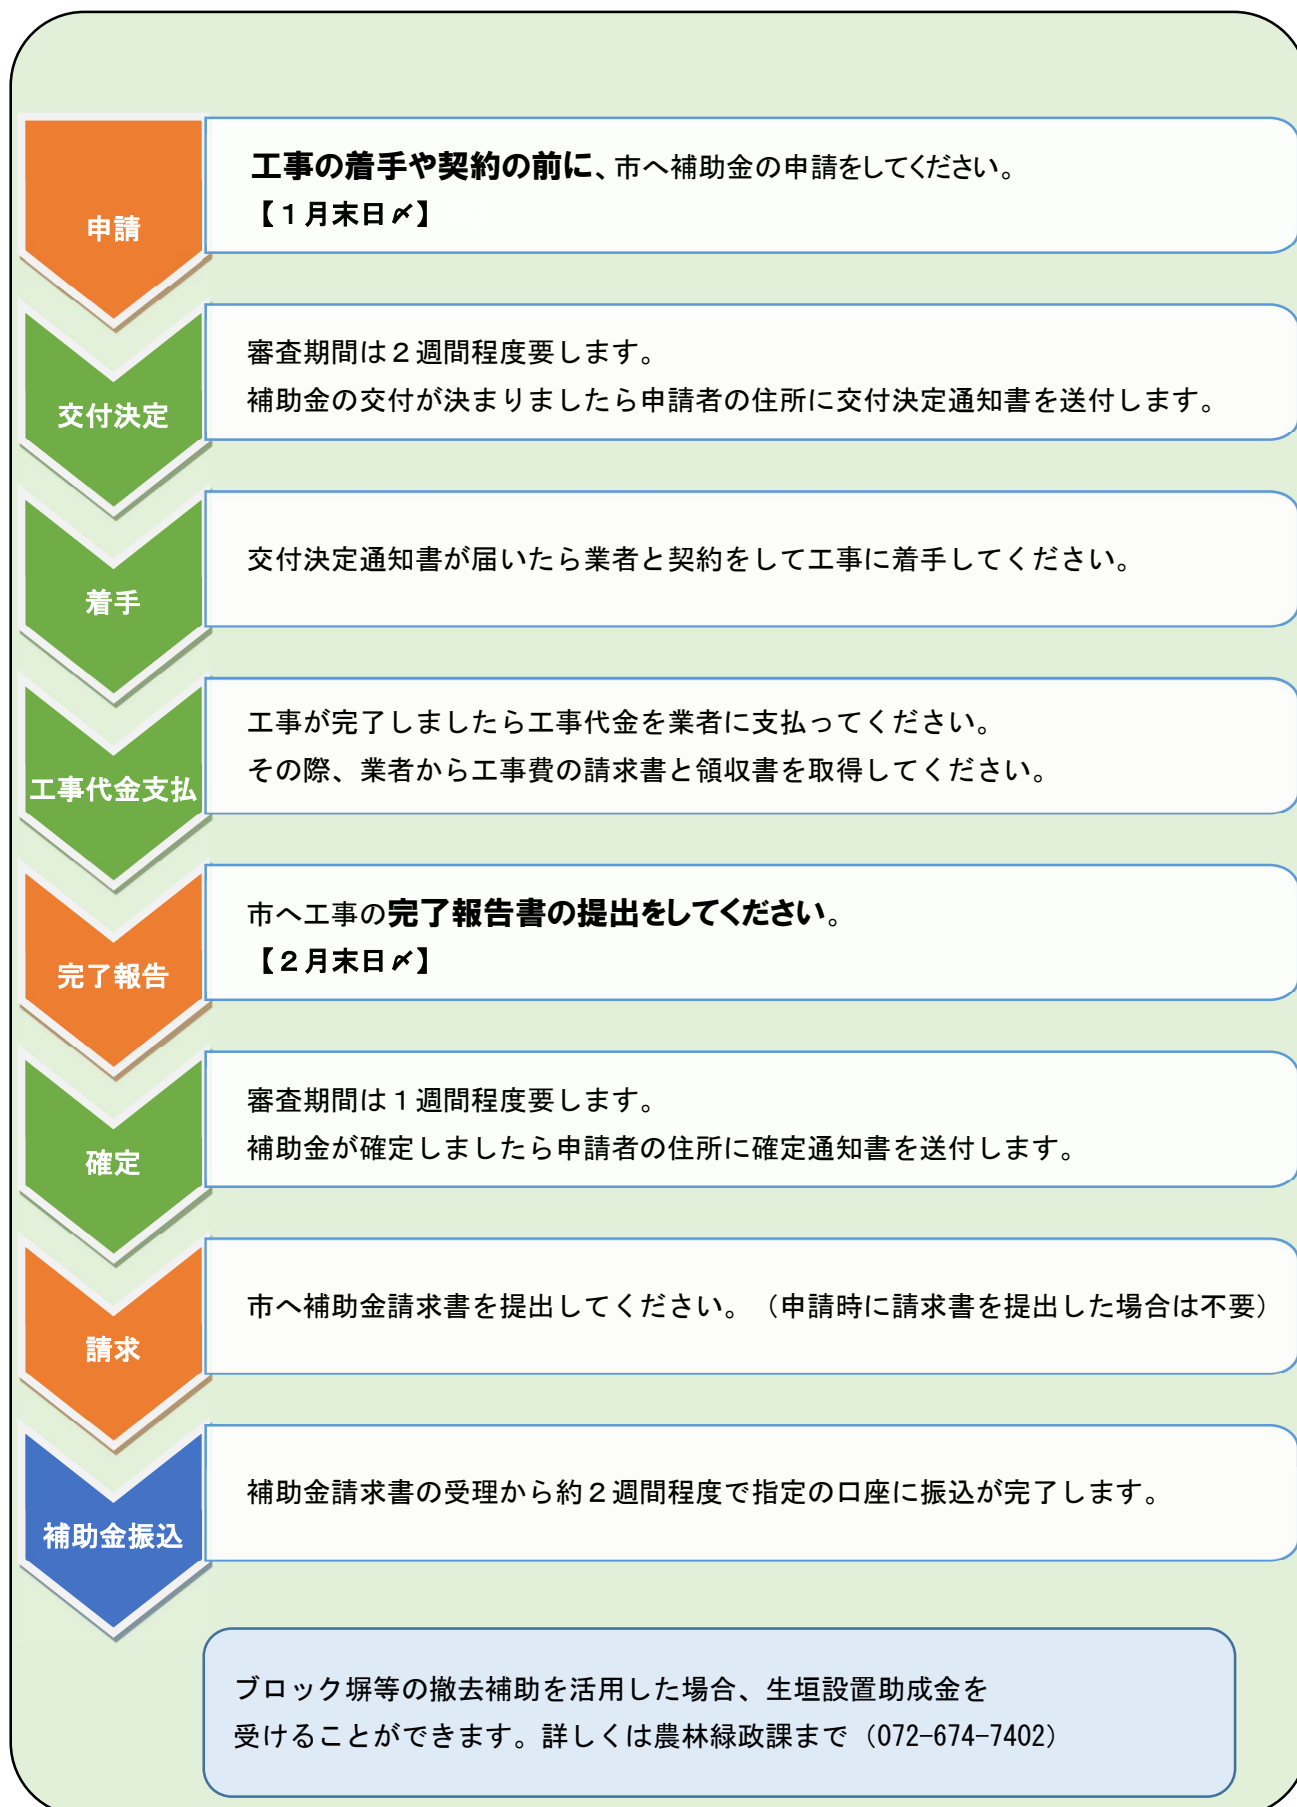 申請
工事の着手や契約の前に、市へ補助金の申請をしてください。
【１月末日〆】
交付決定
審査期間は２週間程度要します。
補助金の交付が決まりましたら申請者の住所に交付決定通知書を送付します。
着手
交付決定通知書が届いたら業者と契約をして工事に着手してください。
工事代金支払
工事が完了しましたら工事代金を業者に支払ってください。
その際、業者から工事費の請求書と領収書を取得してください。
完了報告
市へ工事の完了報告書の提出をしてください。
【２月末日〆】
確定
審査期間は１週間程度要します。
補助金が確定しましたら申請者の住所に確定通知書を送付します。
請求
市へ補助金請求書を提出してください。（申請時に請求書を提出した場合は不要）
補助金振込
補助金請求書の受理から約２週間程度で指定の口座に振込が完了します。
ブロック塀等の撤去補助を活用した場合、生垣設置助成金を
受けることができます。詳しくは農林緑政課まで（072-674-7402）